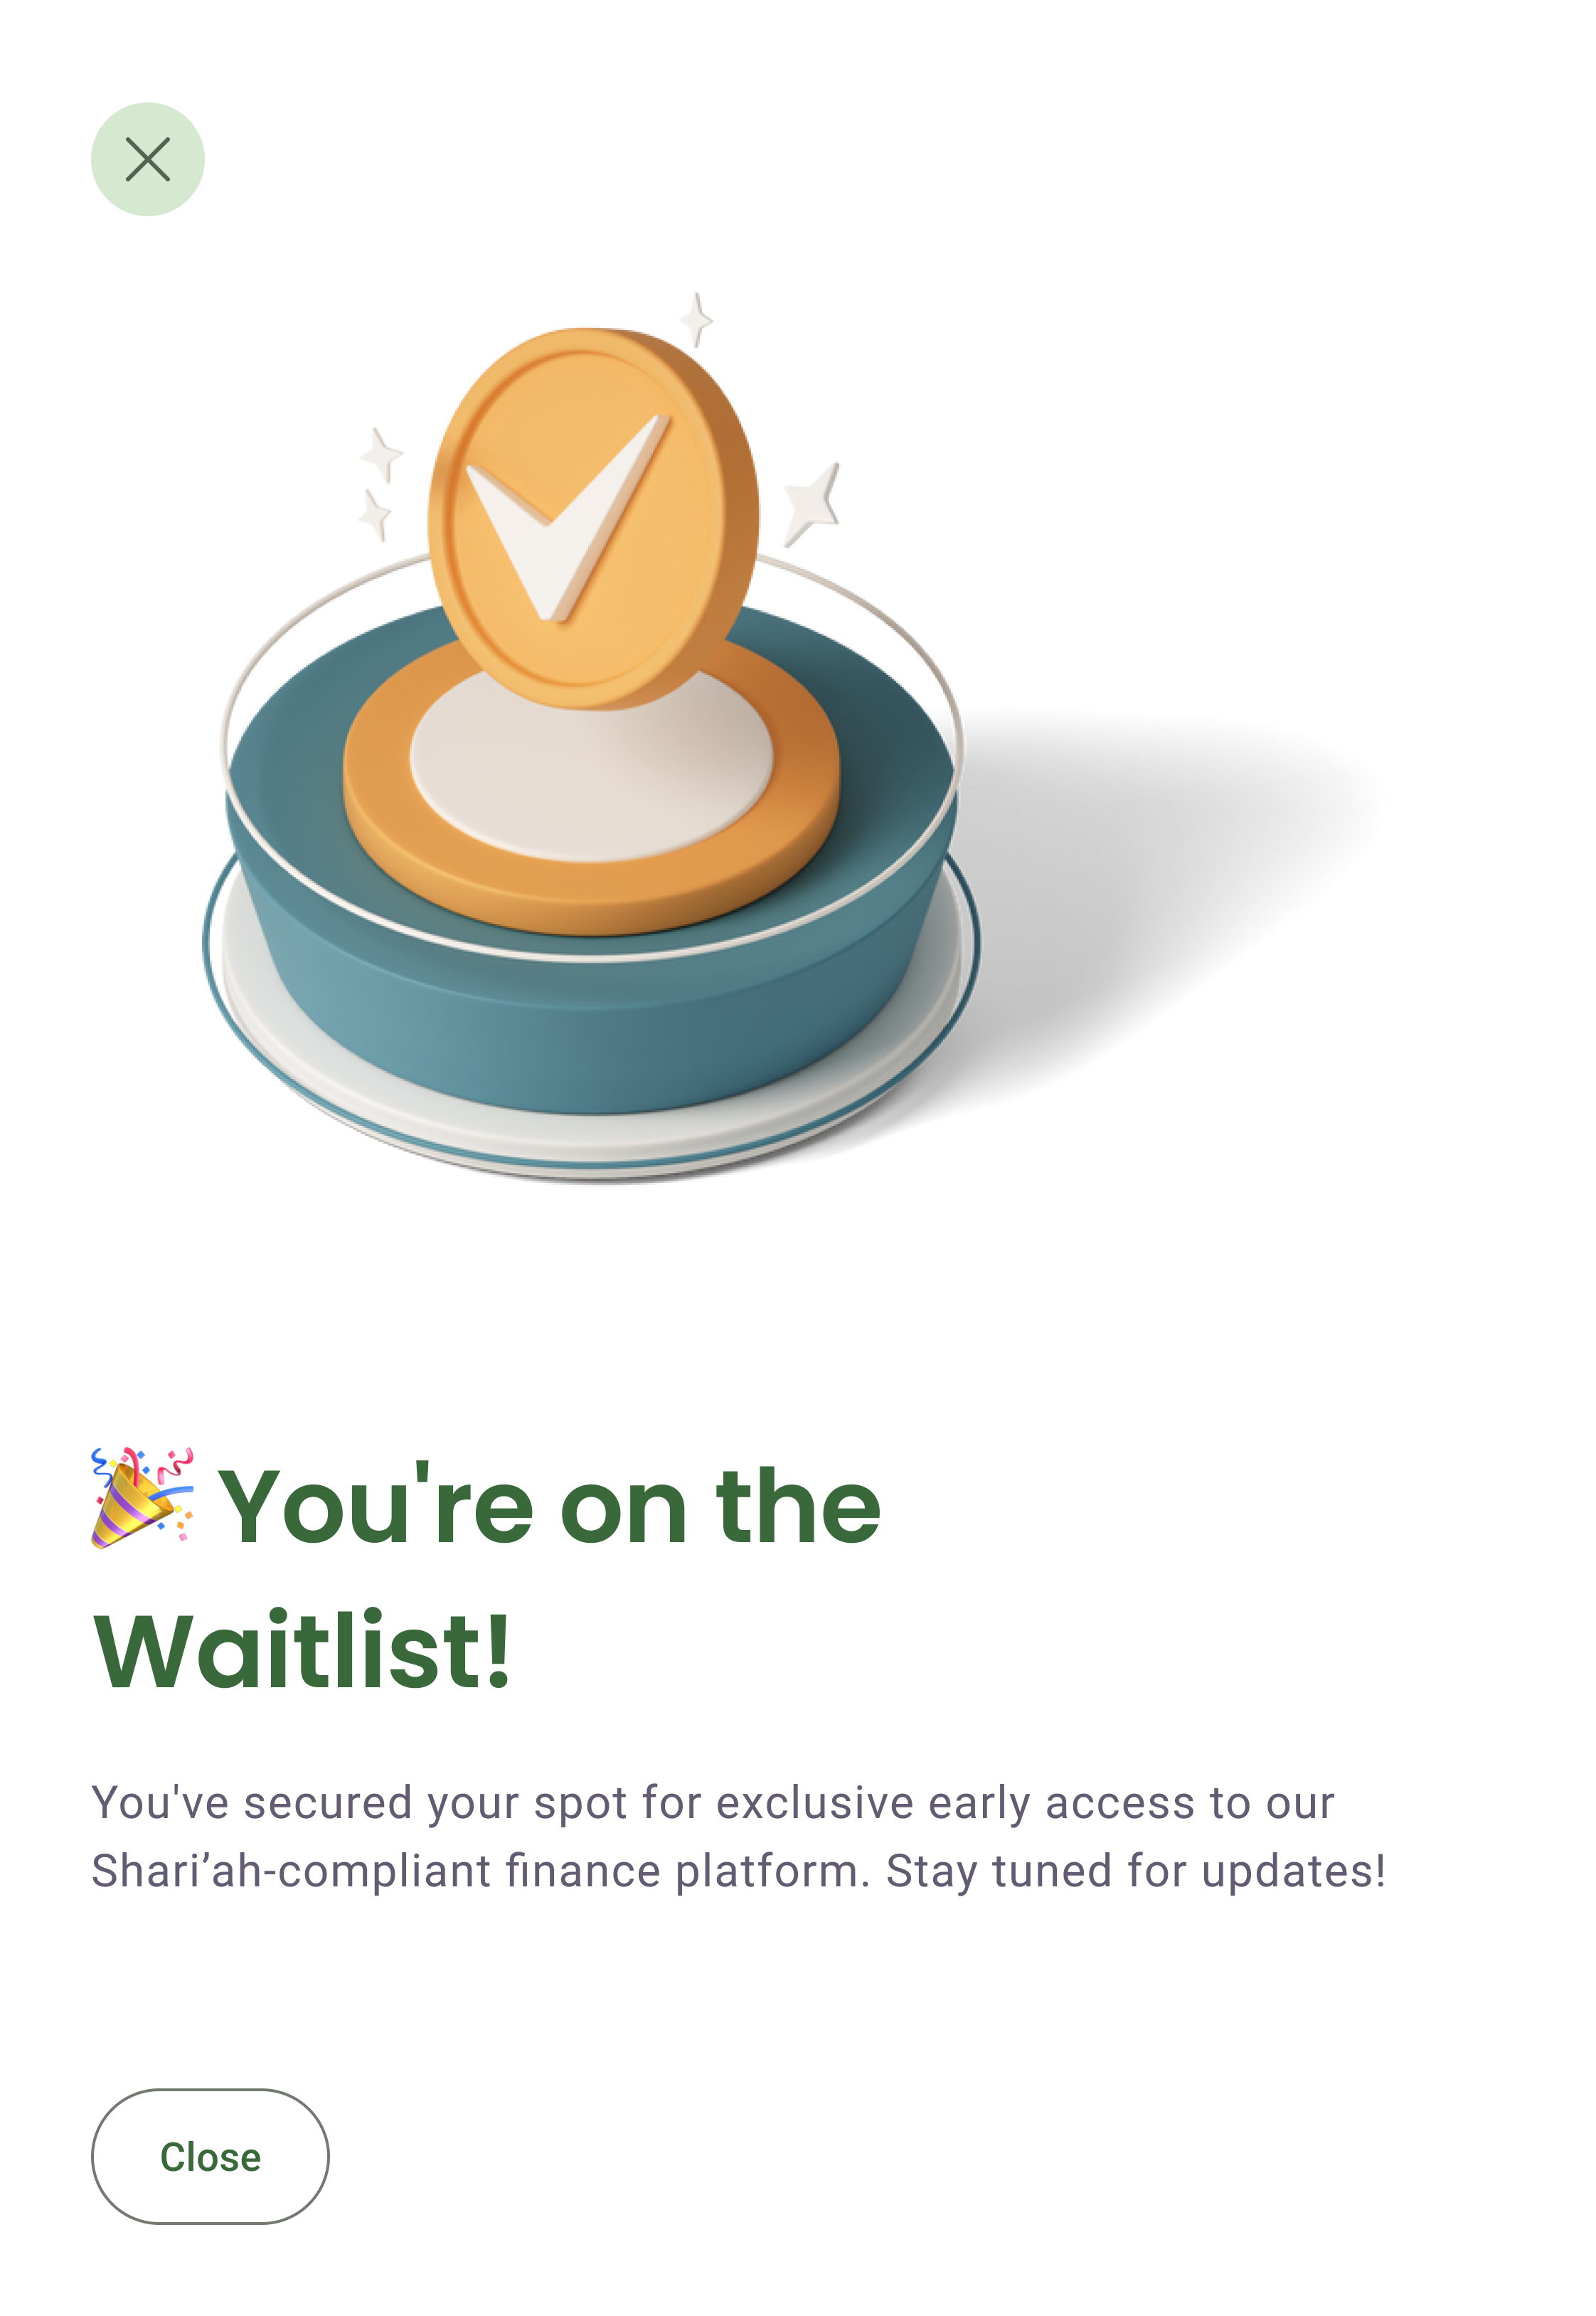 🎉 You're on the
Waitlist!
You've secured your spot for exclusive early access to our
Shari’ah-compliant finance platform. Stay tuned for updates!
Close